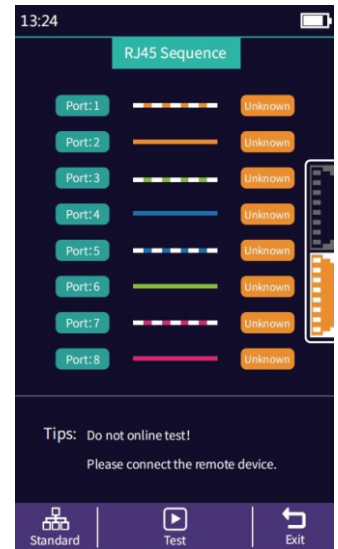 13:24
RJ45 Sequence
Port:1 Unknown
Port:2 Unknown
Port:3 Unknown
Port:4 Unknown
Port:5 Unknown
Port:6 Unknown
Port:7 Unknown
Port:8 Unknown
Tips: Do not online test!
Please connect the remote device.
Standard Test Exit